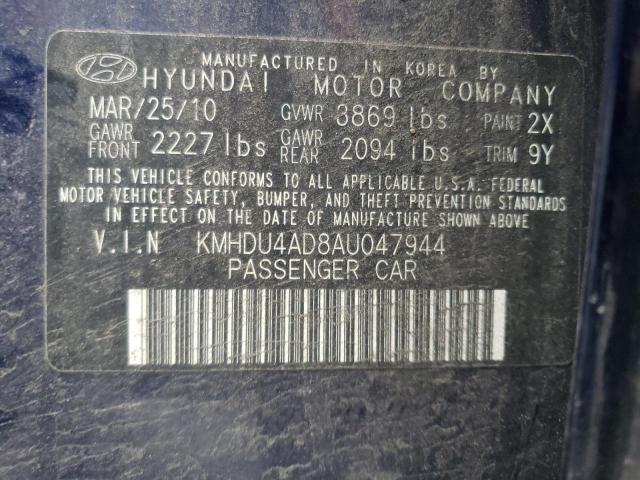 MANUFACTURED IN KOREA BY
HYUNDAI MOTOR COMPANY
MAR/25/10 GVWR 3869 lbs PAINT 2X
GAWR FRONT 2227 lbs GAWR REAR 2094 lbs TRIM 9Y
THIS VEHICLE CONFORMS TO ALL APPLICABLE U.S.A. FEDERAL
MOTOR VEHICLE SAFETY, BUMPER, AND THEFT PREVENTION STANDARDS
IN EFFECT ON THE DATE OF MANUFACTURE SHOWN ABOVE
V.I.N KMHDU4AD8AU047944
PASSENGER CAR